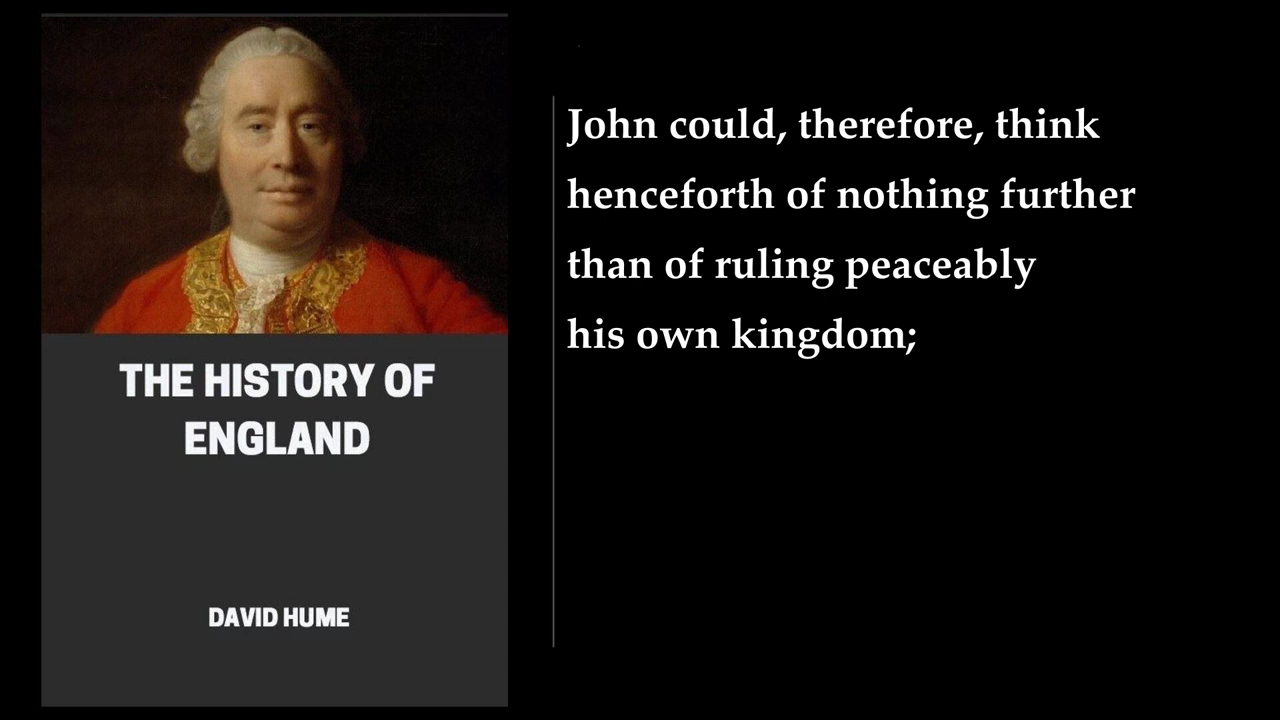 THE HISTORY OF
ENGLAND
DAVID HUME
John could, therefore, think
henceforth of nothing further
than of ruling peaceably
his own kingdom;